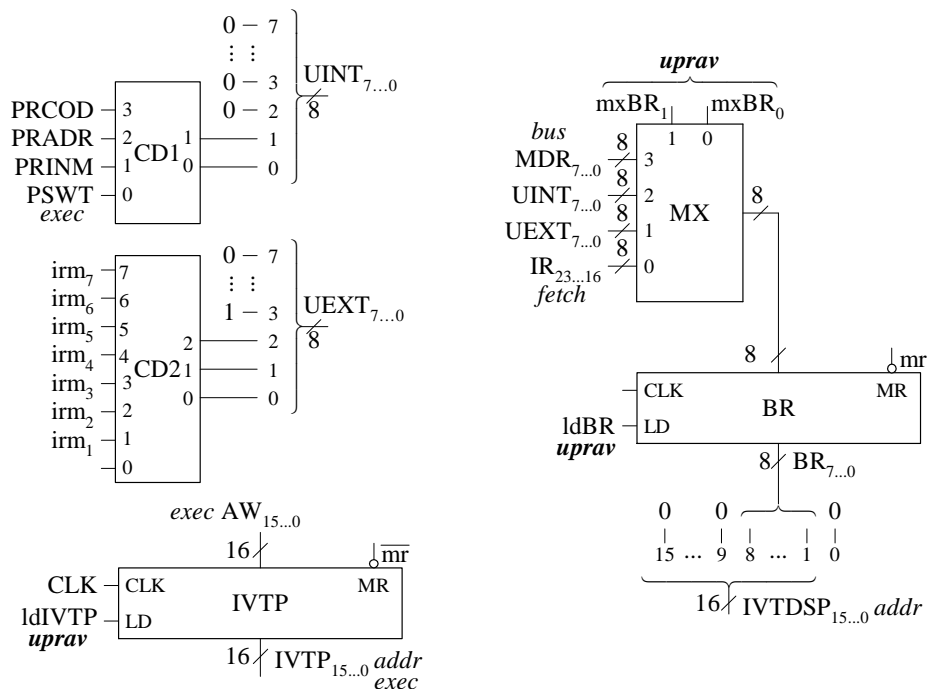 0 – 7
⋮ ⋮
0 – 3
0 – 2
UINT7...0
8
PRCOD 3
PRADR 2
PRINM 1
PSWT 0
exec
CD1
1 1
0 0
irm7 7
irm6 6
irm5 5
irm4 4
irm3 3
irm2 2
irm1 1
0
CD2
0 – 7
⋮ ⋮
1 – 3
2 2
1 1
0 0
UEXT7...0
8
exec AW15...0
16
mr
CLK CLK
MR
IVTP
ldIVTP LD
uprav
16 IVTP15...0 addr
exec
uprav
mxBR1 mxBR0
1 0
bus
MDR7...0 8 3
UINT7...0 8 2
UEXT7...0 8 1
IR23...16 8 0
fetch
MX
8
8
mr
CLK
MR
BR
ldBR LD
uprav
8 BR7...0
0 0 0
15 ... 9 8 ... 1 0
16 IVTDSP15...0 addr